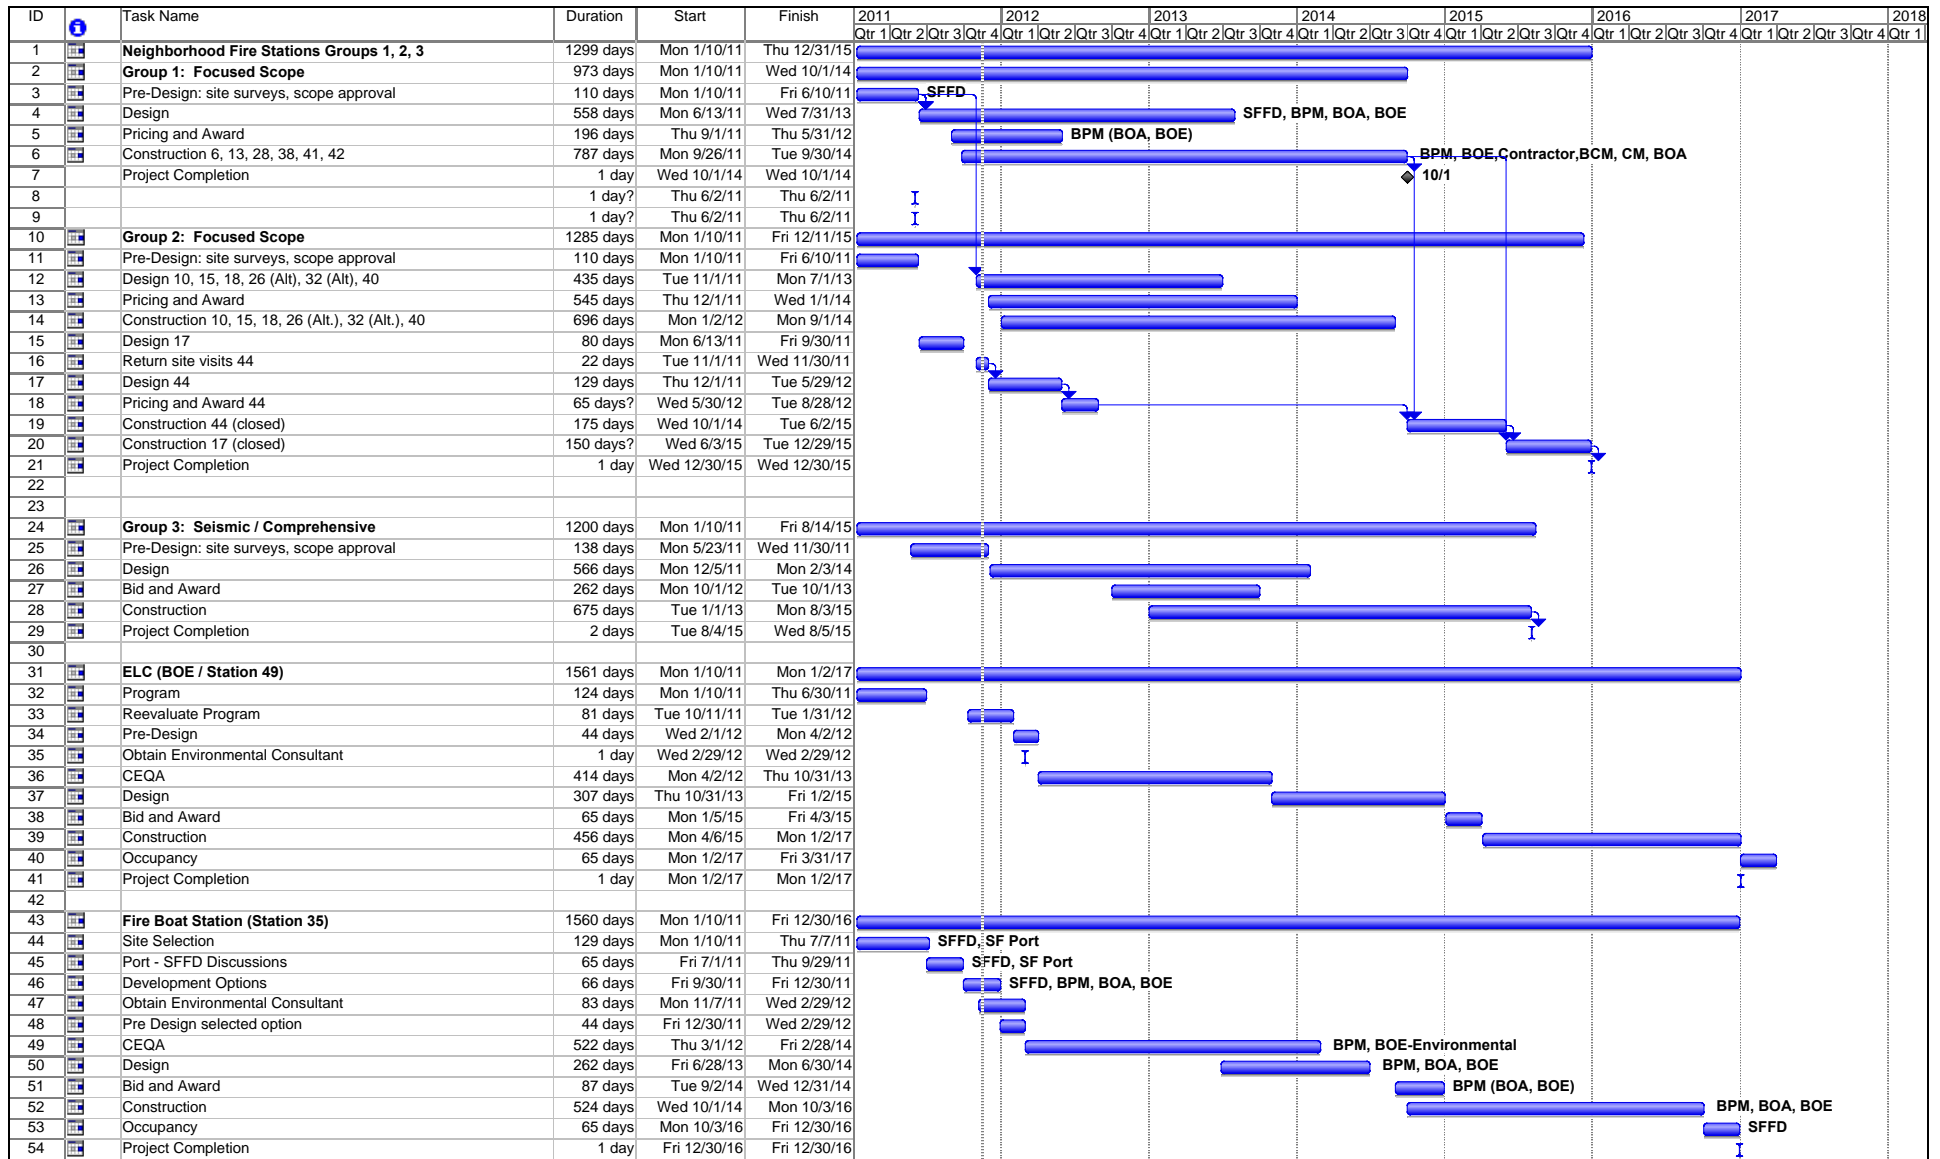 ID Task Name Duration Start Finish 2011 2012 2013 2014 2015 2016 2017 2018
Qtr 1 Qtr 2 Qtr 3 Qtr 4 Qtr 1 Qtr 2 Qtr 3 Qtr 4 Qtr 1 Qtr 2 Qtr 3 Qtr 4 Qtr 1 Qtr 2 Qtr 3 Qtr 4 Qtr 1 Qtr 2 Qtr 3 Qtr 4 Qtr 1 Qtr 2 Qtr 3 Qtr 4 Qtr 1 Qtr 2 Qtr 3 Qtr 4 Qtr 1
1 Neighborhood Fire Stations Groups 1, 2, 3 1299 days Mon 1/10/11 Thu 12/31/15
2 Group 1: Focused Scope 973 days Mon 1/10/11 Wed 10/1/14
3 Pre-Design: site surveys, scope approval 110 days Mon 1/10/11 Fri 6/10/11 SFFD
4 Design 558 days Mon 6/13/11 Wed 7/31/13 SFFD, BPM, BOA, BOE
5 Pricing and Award 196 days Thu 9/1/11 Thu 5/31/12 BPM (BOA, BOE)
6 Construction 6, 13, 28, 38, 41, 42 787 days Mon 9/26/11 Tue 9/30/14 BPM, BOE,Contractor,BCM, CM, BOA
7 Project Completion 1 day Wed 10/1/14 Wed 10/1/14 10/1
8 1 day? Thu 6/2/11 Thu 6/2/11
9 1 day? Thu 6/2/11 Thu 6/2/11
10 Group 2: Focused Scope 1285 days Mon 1/10/11 Fri 12/11/15
11 Pre-Design: site surveys, scope approval 110 days Mon 1/10/11 Fri 6/10/11
12 Design 10, 15, 18, 26 (Alt), 32 (Alt), 40 435 days Tue 11/1/11 Mon 7/1/13
13 Pricing and Award 545 days Thu 12/1/11 Wed 1/1/14
14 Construction 10, 15, 18, 26 (Alt.), 32 (Alt.), 40 696 days Mon 1/2/12 Mon 9/1/14
15 Design 17 80 days Mon 6/13/11 Fri 9/30/11
16 Return site visits 44 22 days Tue 11/1/11 Wed 11/30/11
17 Design 44 129 days Thu 12/1/11 Tue 5/29/12
18 Pricing and Award 44 65 days? Wed 5/30/12 Tue 8/28/12
19 Construction 44 (closed) 175 days Wed 10/1/14 Tue 6/2/15
20 Construction 17 (closed) 150 days? Wed 6/3/15 Tue 12/29/15
21 Project Completion 1 day Wed 12/30/15 Wed 12/30/15
22
23
24 Group 3: Seismic / Comprehensive 1200 days Mon 1/10/11 Fri 8/14/15
25 Pre-Design: site surveys, scope approval 138 days Mon 5/23/11 Wed 11/30/11
26 Design 566 days Mon 12/5/11 Mon 2/3/14
27 Bid and Award 262 days Mon 10/1/12 Tue 10/1/13
28 Construction 675 days Tue 1/1/13 Mon 8/3/15
29 Project Completion 2 days Tue 8/4/15 Wed 8/5/15
30
31 ELC (BOE / Station 49) 1561 days Mon 1/10/11 Mon 1/2/17
32 Program 124 days Mon 1/10/11 Thu 6/30/11
33 Reevaluate Program 81 days Tue 10/11/11 Tue 1/31/12
34 Pre-Design 44 days Wed 2/1/12 Mon 4/2/12
35 Obtain Environmental Consultant 1 day Wed 2/29/12 Wed 2/29/12
36 CEQA 414 days Mon 4/2/12 Thu 10/31/13
37 Design 307 days Thu 10/31/13 Fri 1/2/15
38 Bid and Award 65 days Mon 1/5/15 Fri 4/3/15
39 Construction 456 days Mon 4/6/15 Mon 1/2/17
40 Occupancy 65 days Mon 1/2/17 Fri 3/31/17
41 Project Completion 1 day Mon 1/2/17 Mon 1/2/17
42
43 Fire Boat Station (Station 35) 1560 days Mon 1/10/11 Fri 12/30/16
44 Site Selection 129 days Mon 1/10/11 Thu 7/7/11 SFFD, SF Port
45 Port - SFFD Discussions 65 days Fri 7/1/11 Thu 9/29/11 SFFD, SF Port
46 Development Options 66 days Fri 9/30/11 Fri 12/30/11 SFFD, BPM, BOA, BOE
47 Obtain Environmental Consultant 83 days Mon 11/7/11 Wed 2/29/12
48 Pre Design selected option 44 days Fri 12/30/11 Wed 2/29/12
49 CEQA 522 days Thu 3/1/12 Fri 2/28/14 BPM, BOE-Environmental
50 Design 262 days Fri 6/28/13 Mon 6/30/14 BPM, BOA, BOE
51 Bid and Award 87 days Tue 9/2/14 Wed 12/31/14 BPM (BOA, BOE)
52 Construction 524 days Wed 10/1/14 Mon 10/3/16 BPM, BOA, BOE
53 Occupancy 65 days Mon 10/3/16 Fri 12/30/16 SFFD
54 Project Completion 1 day Fri 12/30/16 Fri 12/30/16